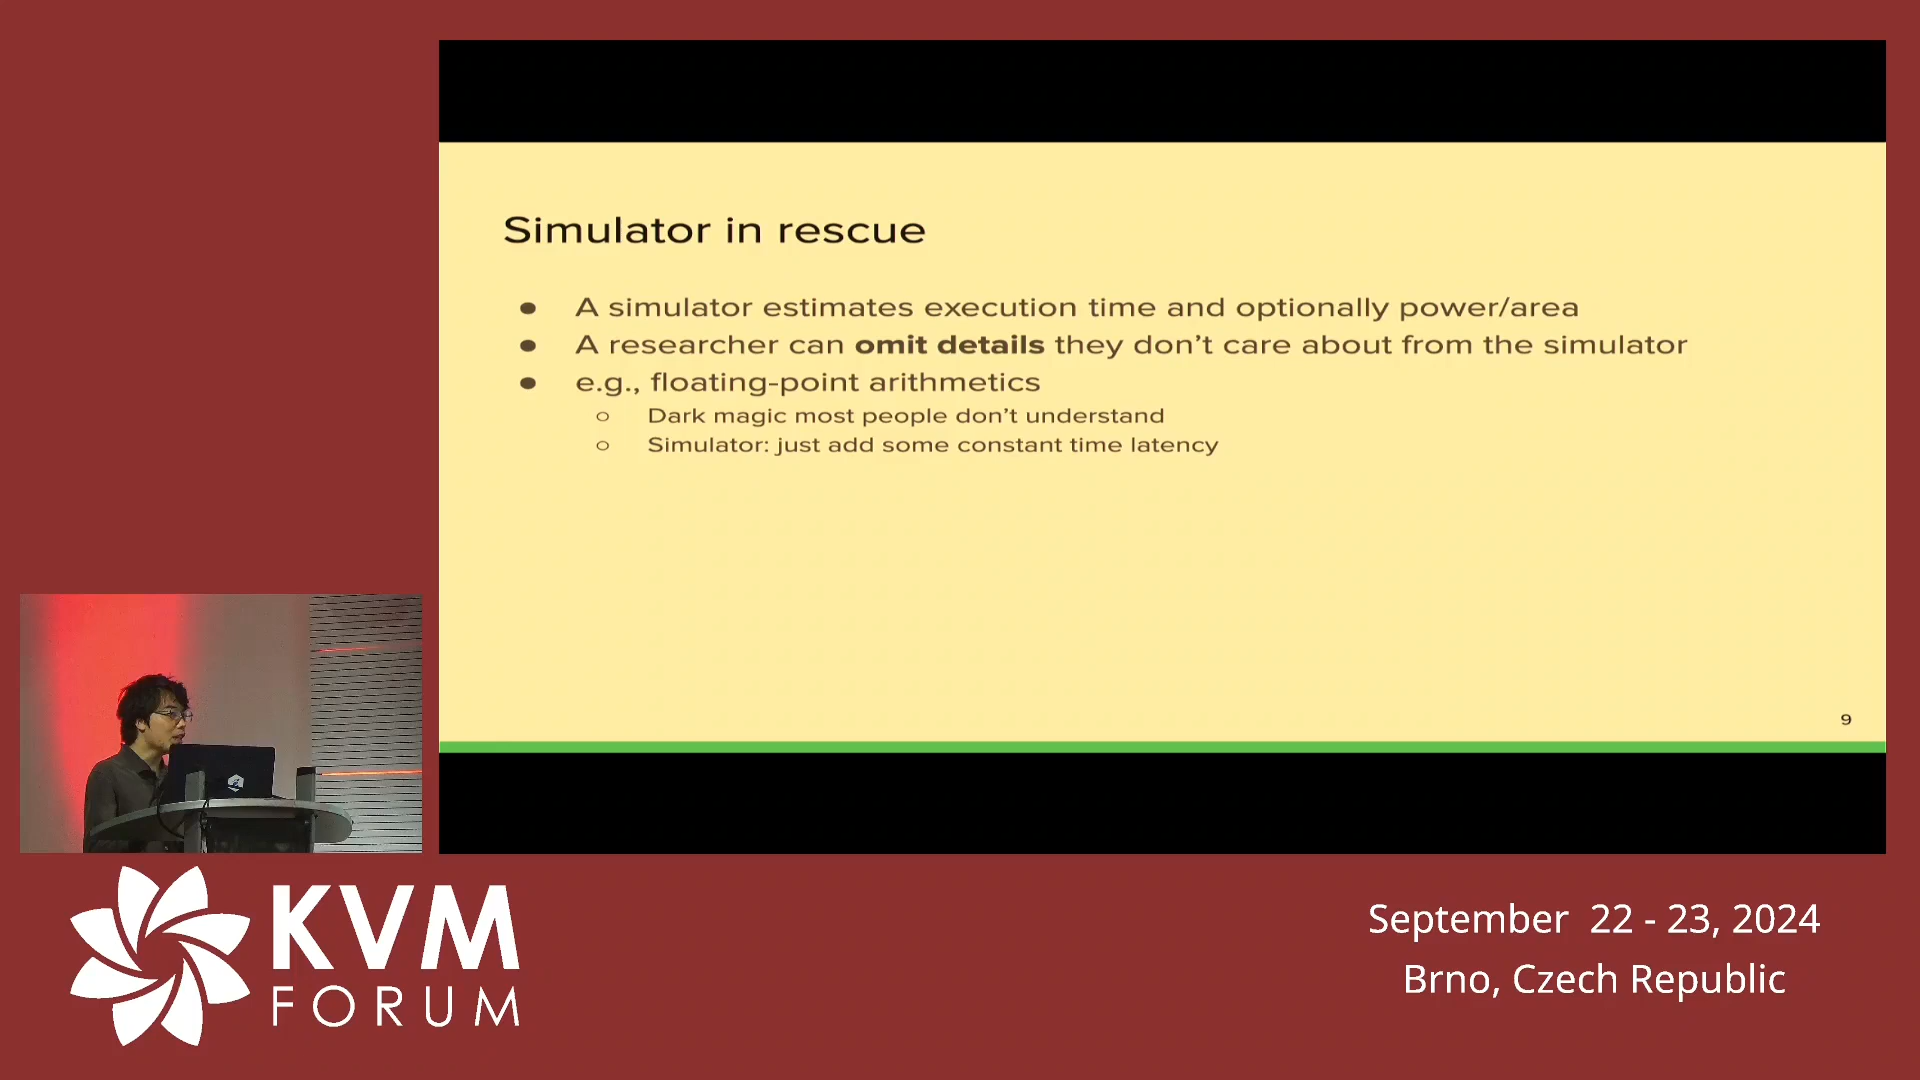 Simulator in rescue
● A simulator estimates execution time and optionally power/area
● A researcher can omit details they don’t care about from the simulator
● e.g., floating-point arithmetics
○ Dark magic most people don’t understand
○ Simulator: just add some constant time latency
9
KVM
FORUM
September 22 - 23, 2024
Brno, Czech Republic